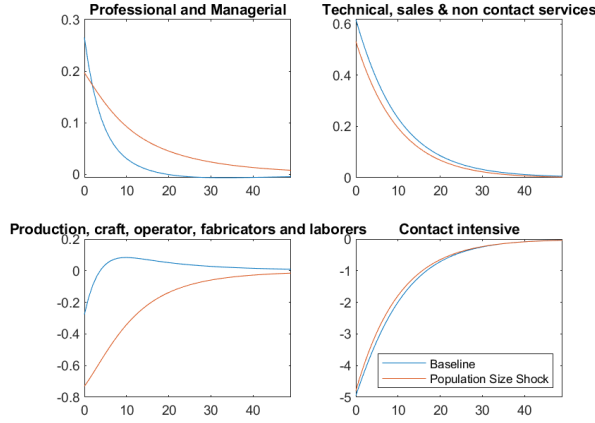 Professional and Managerial
0.3
0.2
0.1
0
0 10 20 30 40
Technical, sales & non contact services
0.6
0.4
0.2
0
0 10 20 30 40
Production, craft, operator, fabricators and laborers
0.2
0
-0.2
-0.4
-0.6
-0.8
0 10 20 30 40
Contact intensive
0
-1
-2
-3
-4
-5
0 10 20 30 40
Baseline
Population Size Shock